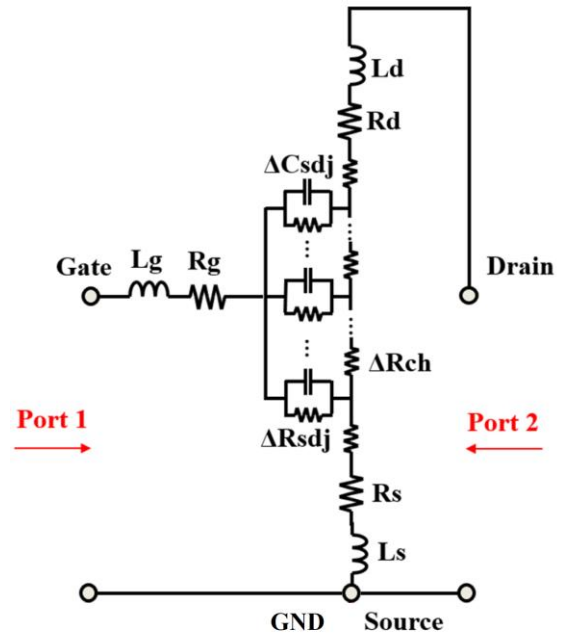 Ld
Rd
ΔCsdj
Gate
Lg
Rg
Drain
ΔRch
Port 1
ΔRsdj
Port 2
Rs
Ls
GND
Source